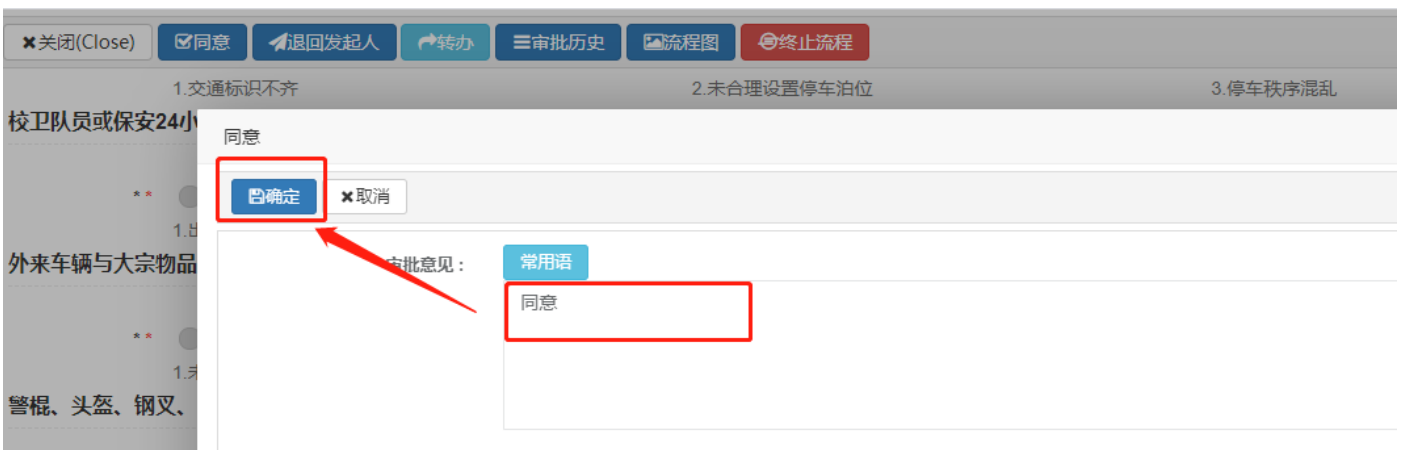 关闭(Close) 同意 退回发起人 转办 审批历史 流程图 终止流程
1.交通标识不齐 2.未合理设置停车泊位 3.停车秩序混乱
校卫队员或保安24小
同意
确定 取消
* *
1.出
外来车辆与大宗物品
审批意见： 常用语
同意
* *
1.未
警棍、头盔、钢叉、